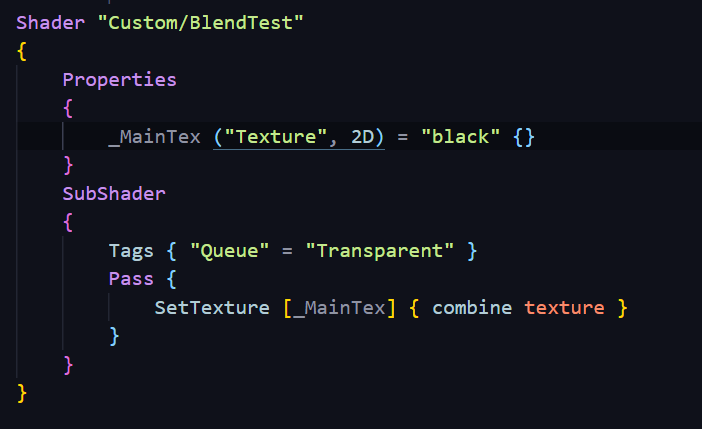 Shader "Custom/BlendTest"
{
    Properties
    {
        _MainTex ("Texture", 2D) = "black" {}
    }
    SubShader
    {
        Tags { "Queue" = "Transparent" }
        Pass {
            SetTexture [_MainTex] { combine texture }
        }
    }
}